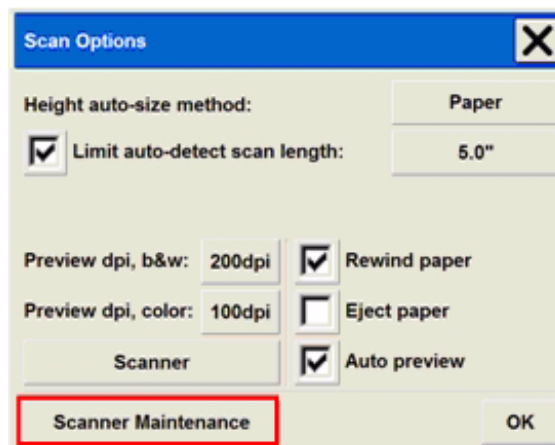 Scan Options
Height auto-size method: Paper
Limit auto-detect scan length: 5.0"
Preview dpi, b&w: 200dpi Rewind paper
Preview dpi, color: 100dpi Eject paper
Scanner Auto preview
Scanner Maintenance OK